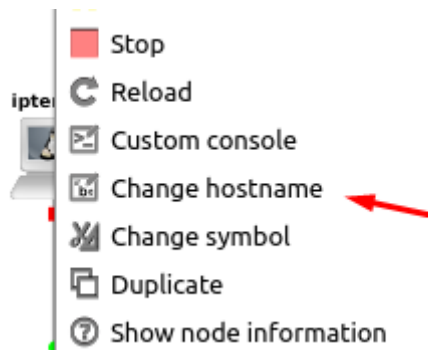 Stop
Reload
Custom console
Change hostname
Change symbol
Duplicate
Show node information